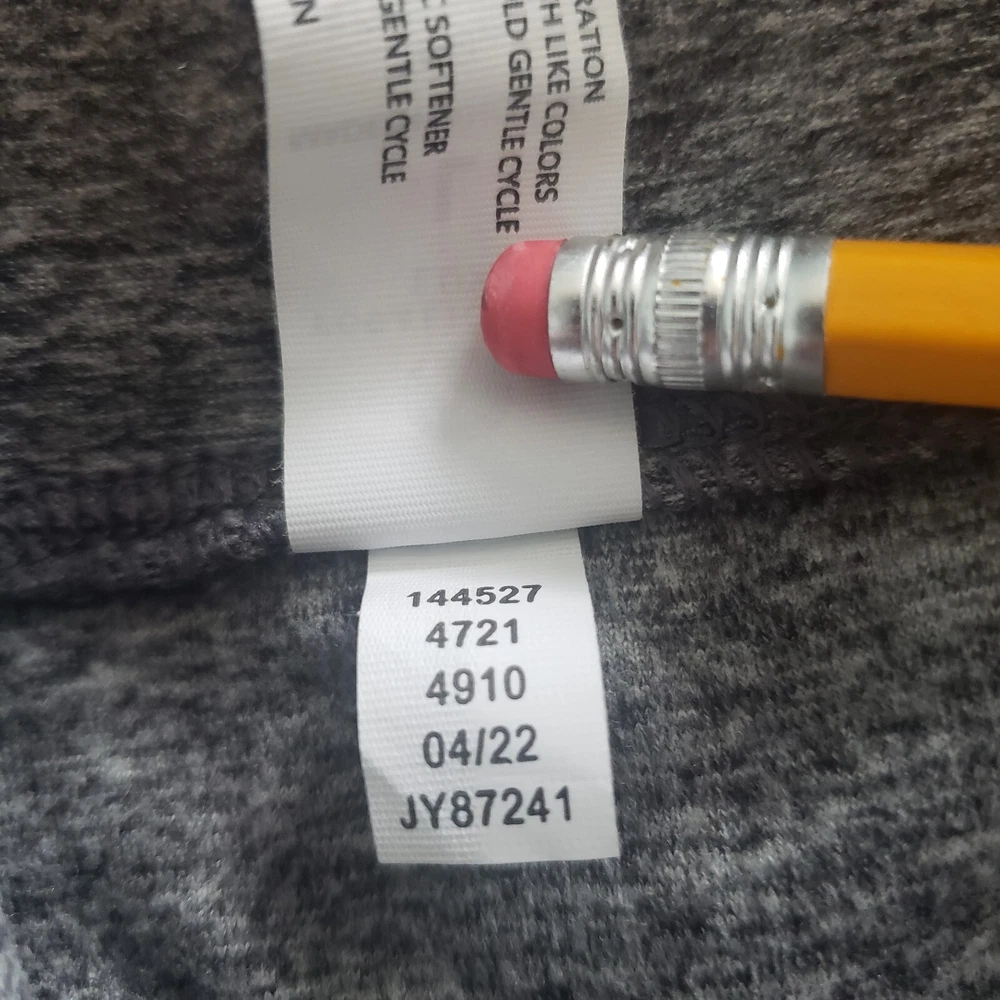 RATION
H LIKE COLORS
LD GENTLE CYCLE
C SOFTENER
GENTLE CYCLE
N
144527
4721
4910
04/22
JY87241